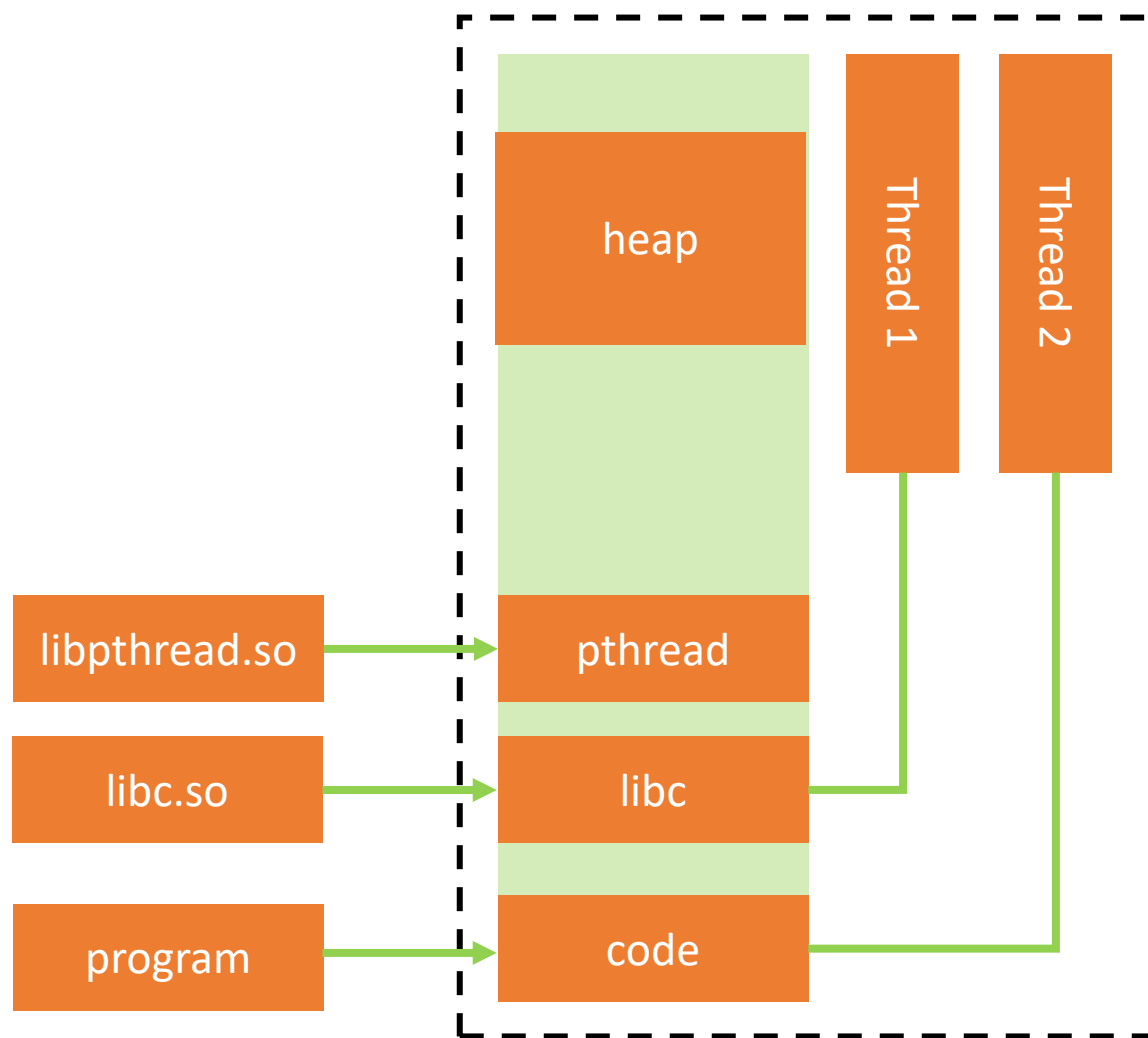 heap
Thread 1
Thread 2
libpthread.so
pthread
libc.so
libc
program
code